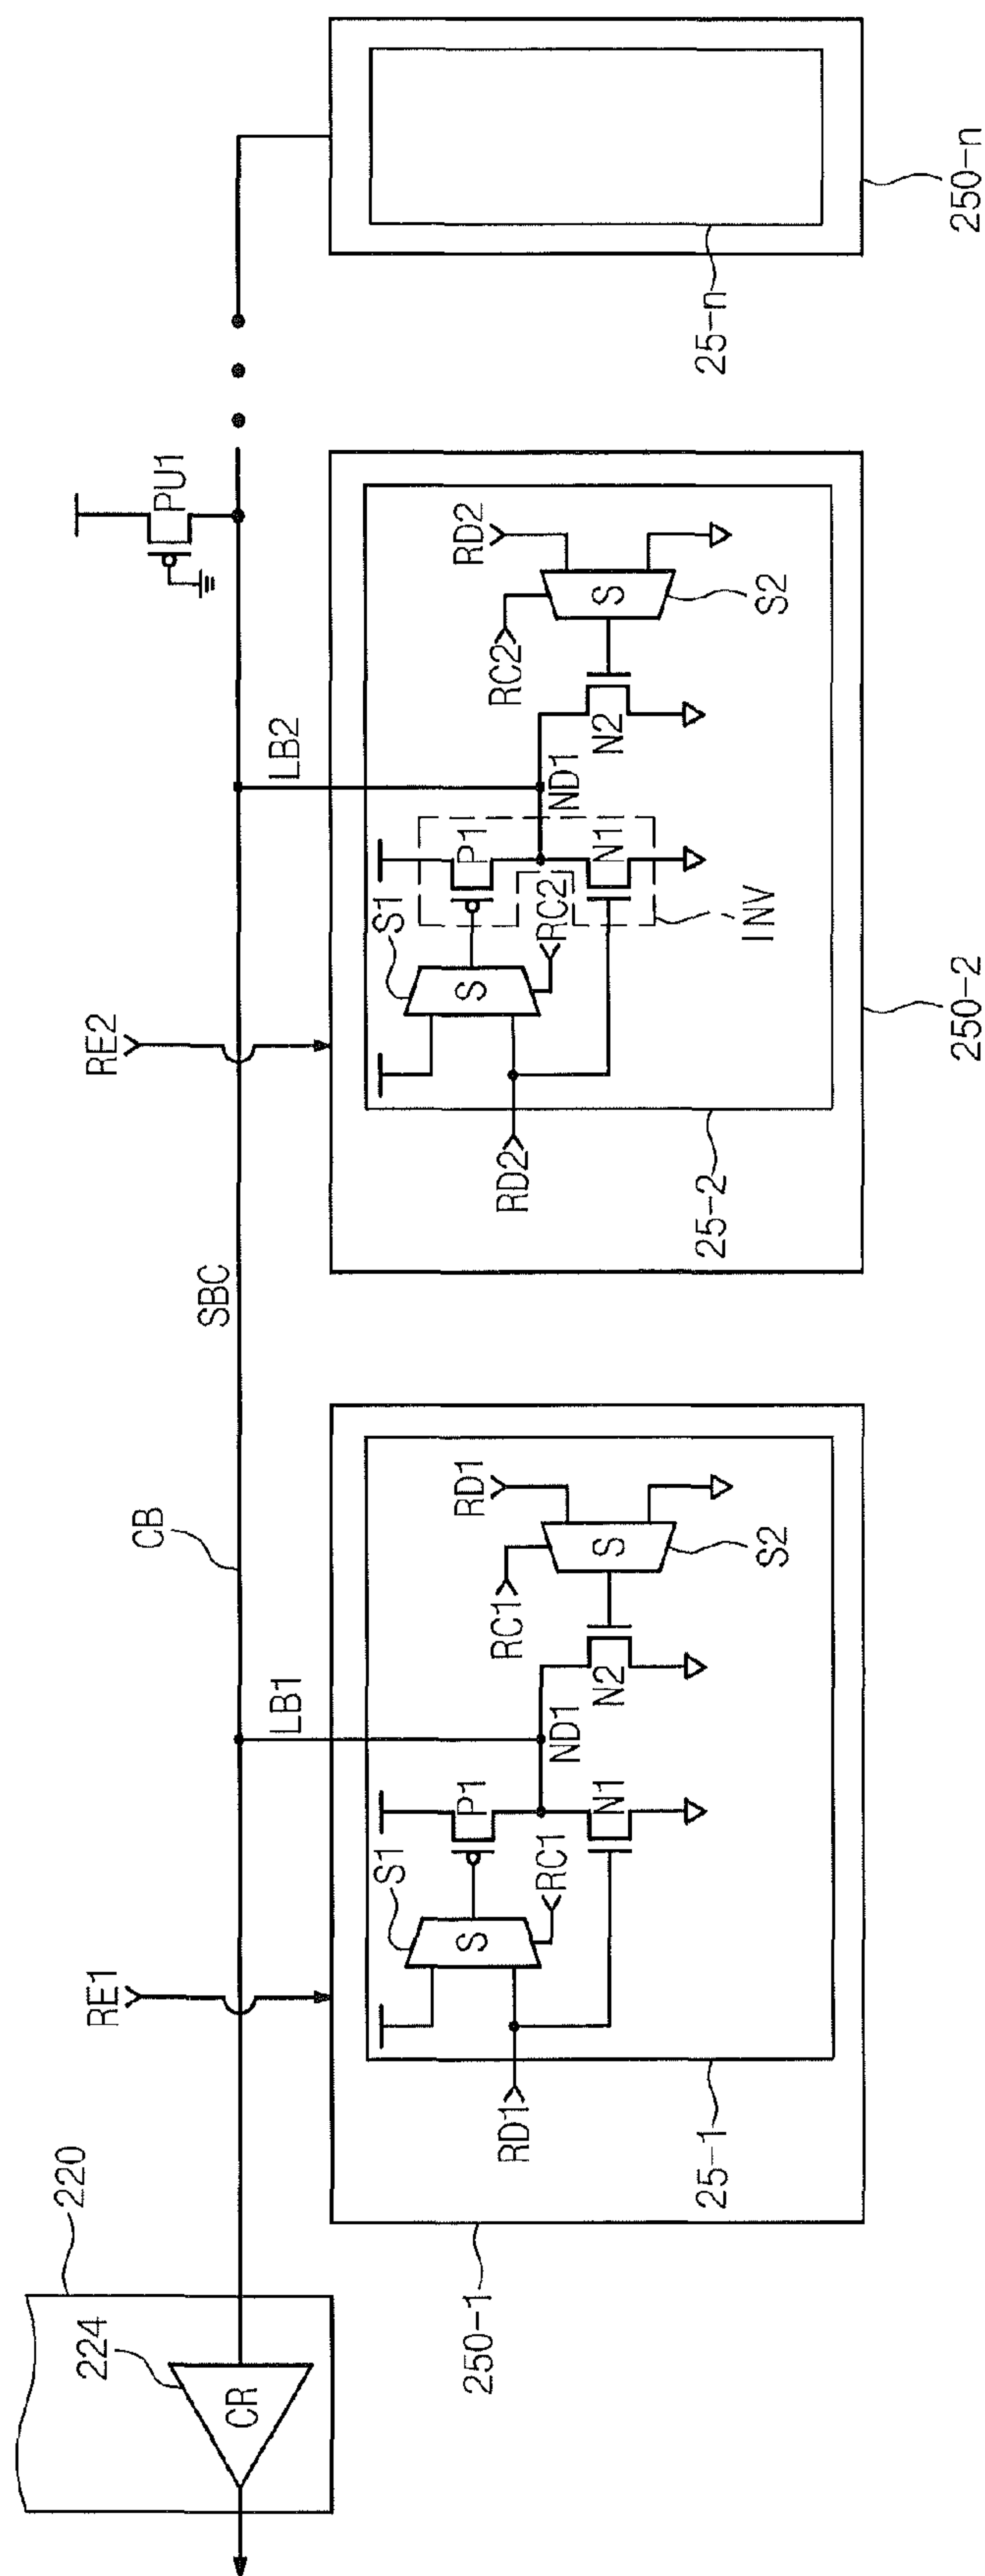 220
224
CR
RE1
CB
SBC
RE2
PU1
LB1
LB2
250-1
25-1
RD1
S1
S
RC1
P1
N1
ND1
N2
RC1
RD1
S
S2
250-2
25-2
RD2
S1
S
RC2
P1
N1
INV
ND1
N2
RC2
RD2
S
S2
25-n
250-n